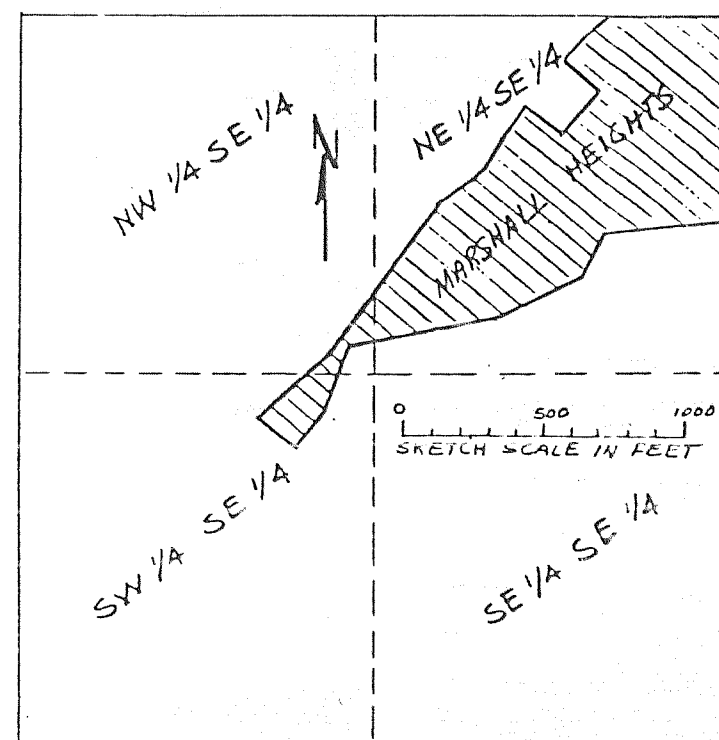 NW 1/4 SE 1/4
N
NE 1/4 SE 1/4
MARSHALL HEIGHTS
0 500 1000
SKETCH SCALE IN FEET
SW 1/4 SE 1/4
SE 1/4 SE 1/4